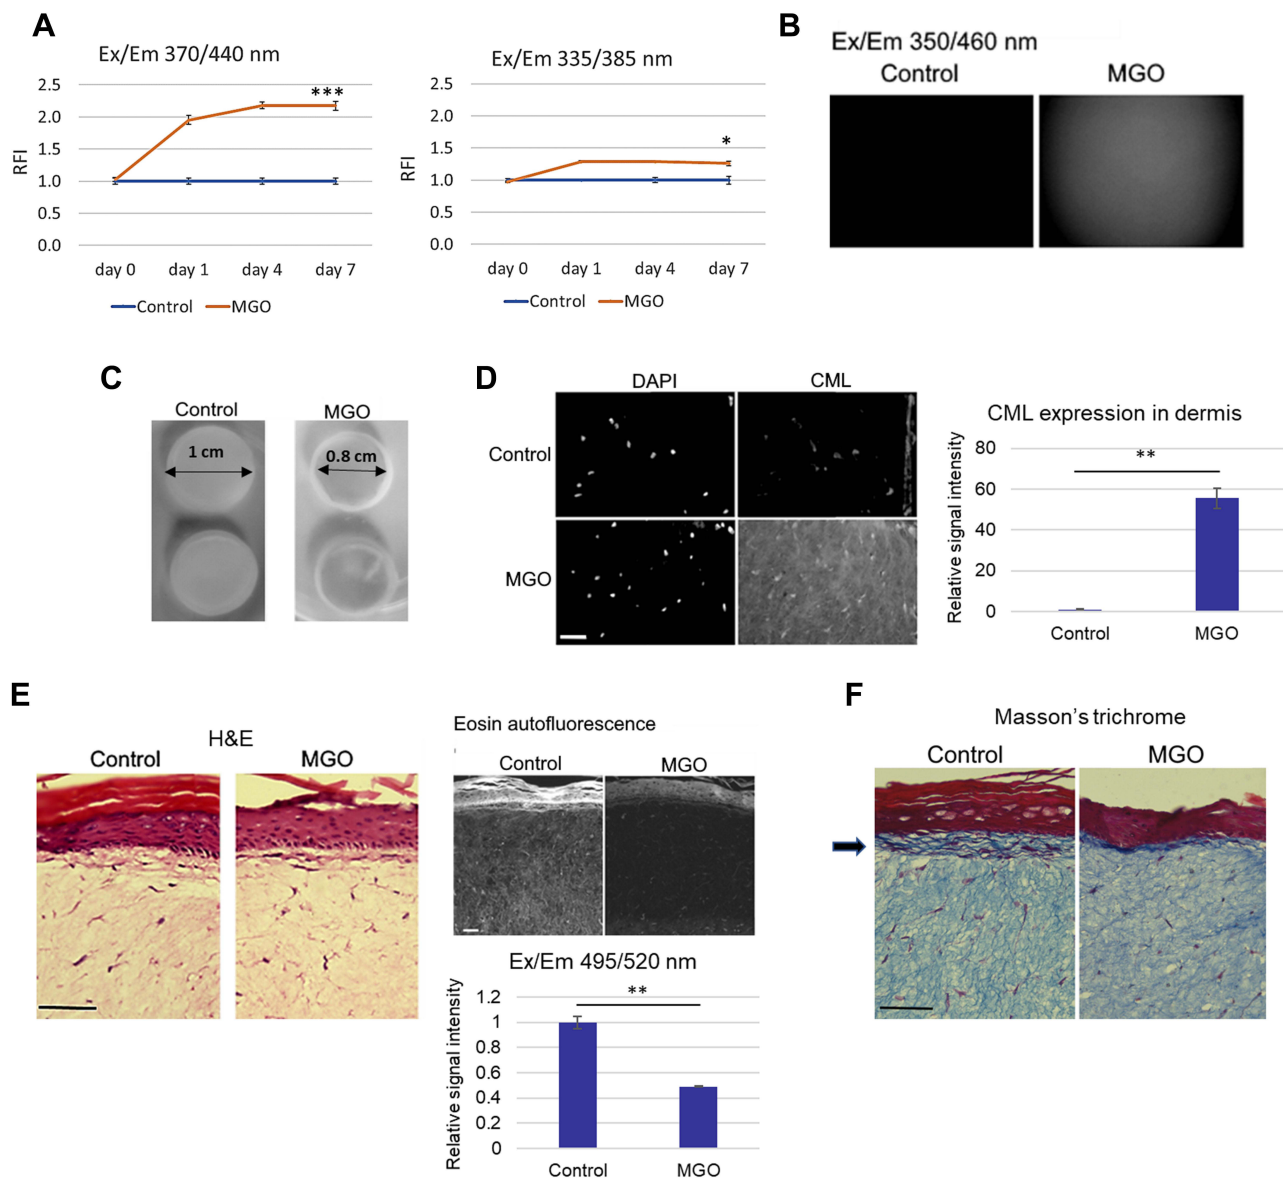 A
Ex/Em 370/440 nm
2.5
2.0
1.5
1.0
0.5
0.0
RFI
***
day 0 day 1 day 4 day 7
Control MGO
Ex/Em 335/385 nm
2.5
2.0
1.5
1.0
0.5
0.0
RFI
*
day 0 day 1 day 4 day 7
Control MGO
B
Ex/Em 350/460 nm
Control MGO
C
Control MGO
1 cm 0.8 cm
D
DAPI CML
Control
MGO
CML expression in dermis
Relative signal intensity
80
60
40
20
0
**
Control MGO
E
H&E
Control MGO
Eosin autofluorescence
Control MGO
Ex/Em 495/520 nm
Relative signal intensity
1.2
1
0.8
0.6
0.4
0.2
0
**
Control MGO
F
Masson's trichrome
Control MGO